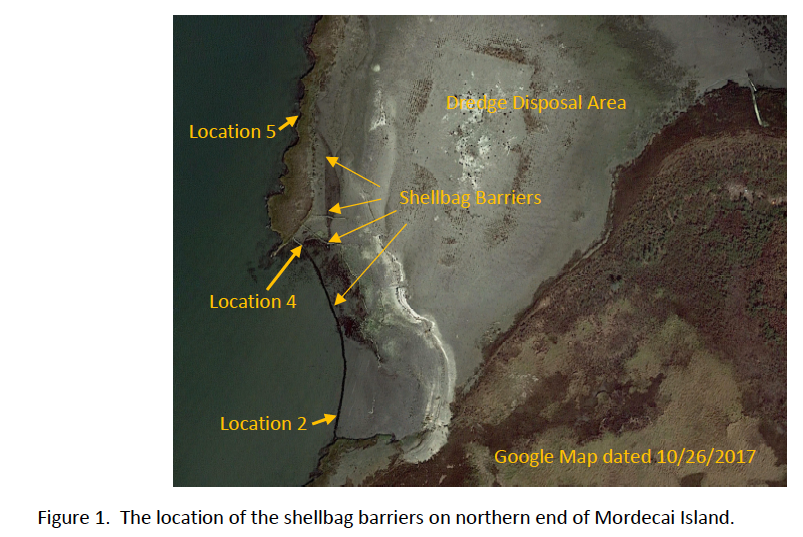 Dredge Disposal Area
Location 5
Shellbag Barriers
Location 4
Location 2
Google Map dated 10/26/2017
Figure 1.  The location of the shellbag barriers on northern end of Mordecai Island.